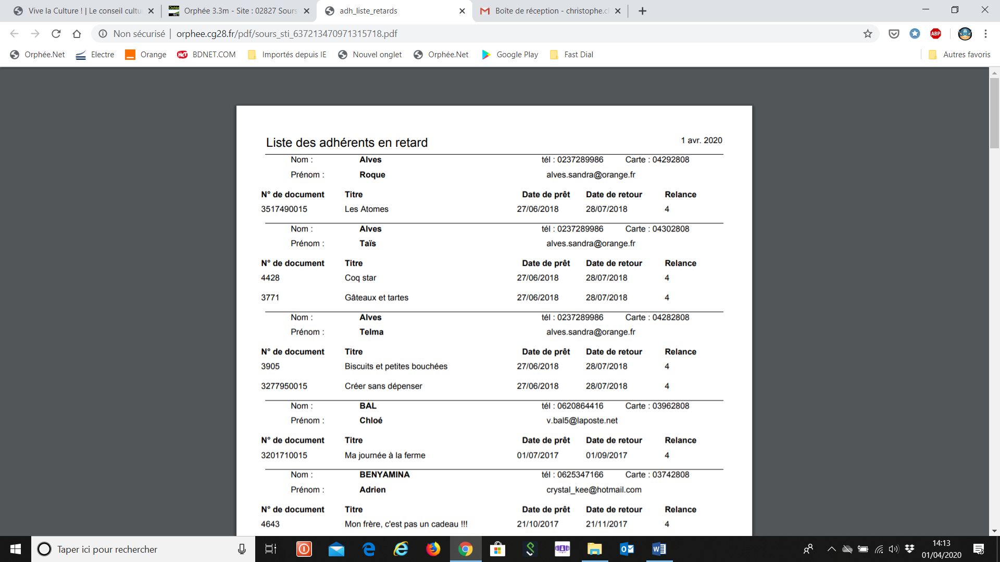 Vive la Culture ! | Le conseil cultu
Orphée 3.3m - Site : 02827 Sours
adh_liste_retards
Boîte de réception - christophe.cl
Non sécurisé | orphee.cg28.fr/pdf/sours_sti_637213470971315718.pdf
ABP
Orphée.Net Electre Orange BDNET.COM Importés depuis IE Nouvel onglet Orphée.Net Google Play Fast Dial Autres favoris
Liste des adhérents en retard 1 avr. 2020
Nom : Alves tél : 0237289986 Carte : 04292808
Prénom : Roque alves.sandra@orange.fr
N° de document Titre Date de prêt Date de retour Relance
3517490015 Les Atomes 27/06/2018 28/07/2018 4
Nom : Alves tél : 0237289986 Carte : 04302808
Prénom : Taïs alves.sandra@orange.fr
N° de document Titre Date de prêt Date de retour Relance
4428 Coq star 27/06/2018 28/07/2018 4
3771 Gâteaux et tartes 27/06/2018 28/07/2018 4
Nom : Alves tél : 0237289986 Carte : 04282808
Prénom : Telma alves.sandra@orange.fr
N° de document Titre Date de prêt Date de retour Relance
3905 Biscuits et petites bouchées 27/06/2018 28/07/2018 4
3277950015 Créer sans dépenser 27/06/2018 28/07/2018 4
Nom : BAL tél : 0620864416 Carte : 03962808
Prénom : Chloé v.bal5@laposte.net
N° de document Titre Date de prêt Date de retour Relance
3201710015 Ma journée à la ferme 01/07/2017 01/09/2017 4
Nom : BENYAMINA tél : 0625347166 Carte : 03742808
Prénom : Adrien crystal_kee@hotmail.com
N° de document Titre Date de prêt Date de retour Relance
4643 Mon frère, c'est pas un cadeau !!! 21/10/2017 21/11/2017 4
Taper ici pour rechercher
14:13
01/04/2020